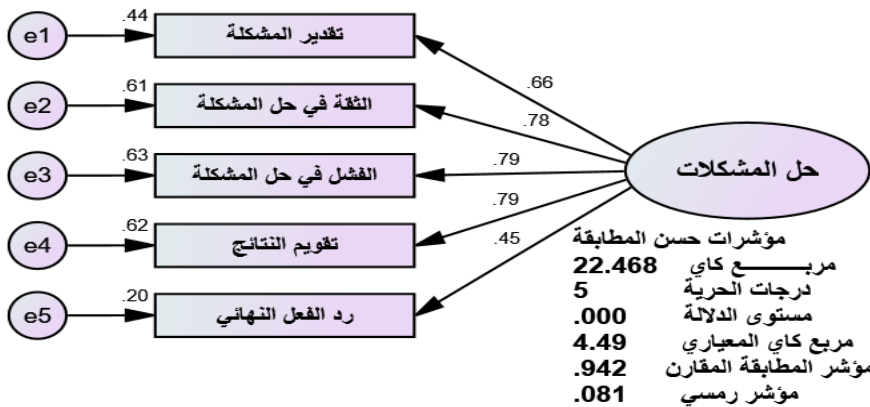 .44
e1
تقدير المشكلة
.66
.61
e2
الثقة في حل المشكلة
.78
.63
e3
الفشل في حل المشكلة
.79
.62
e4
تقويم النتائج
.79
.20
e5
رد الفعل النهائي
.45
حل المشكلات
مؤشرات حسن المطابقة
مربـــــــع كاي 22.468
درجات الحرية 5
مستوى الدلالة .000
مربع كاي المعياري 4.49
مؤشر المطابقة المقارن .942
مؤشر رمسي .081